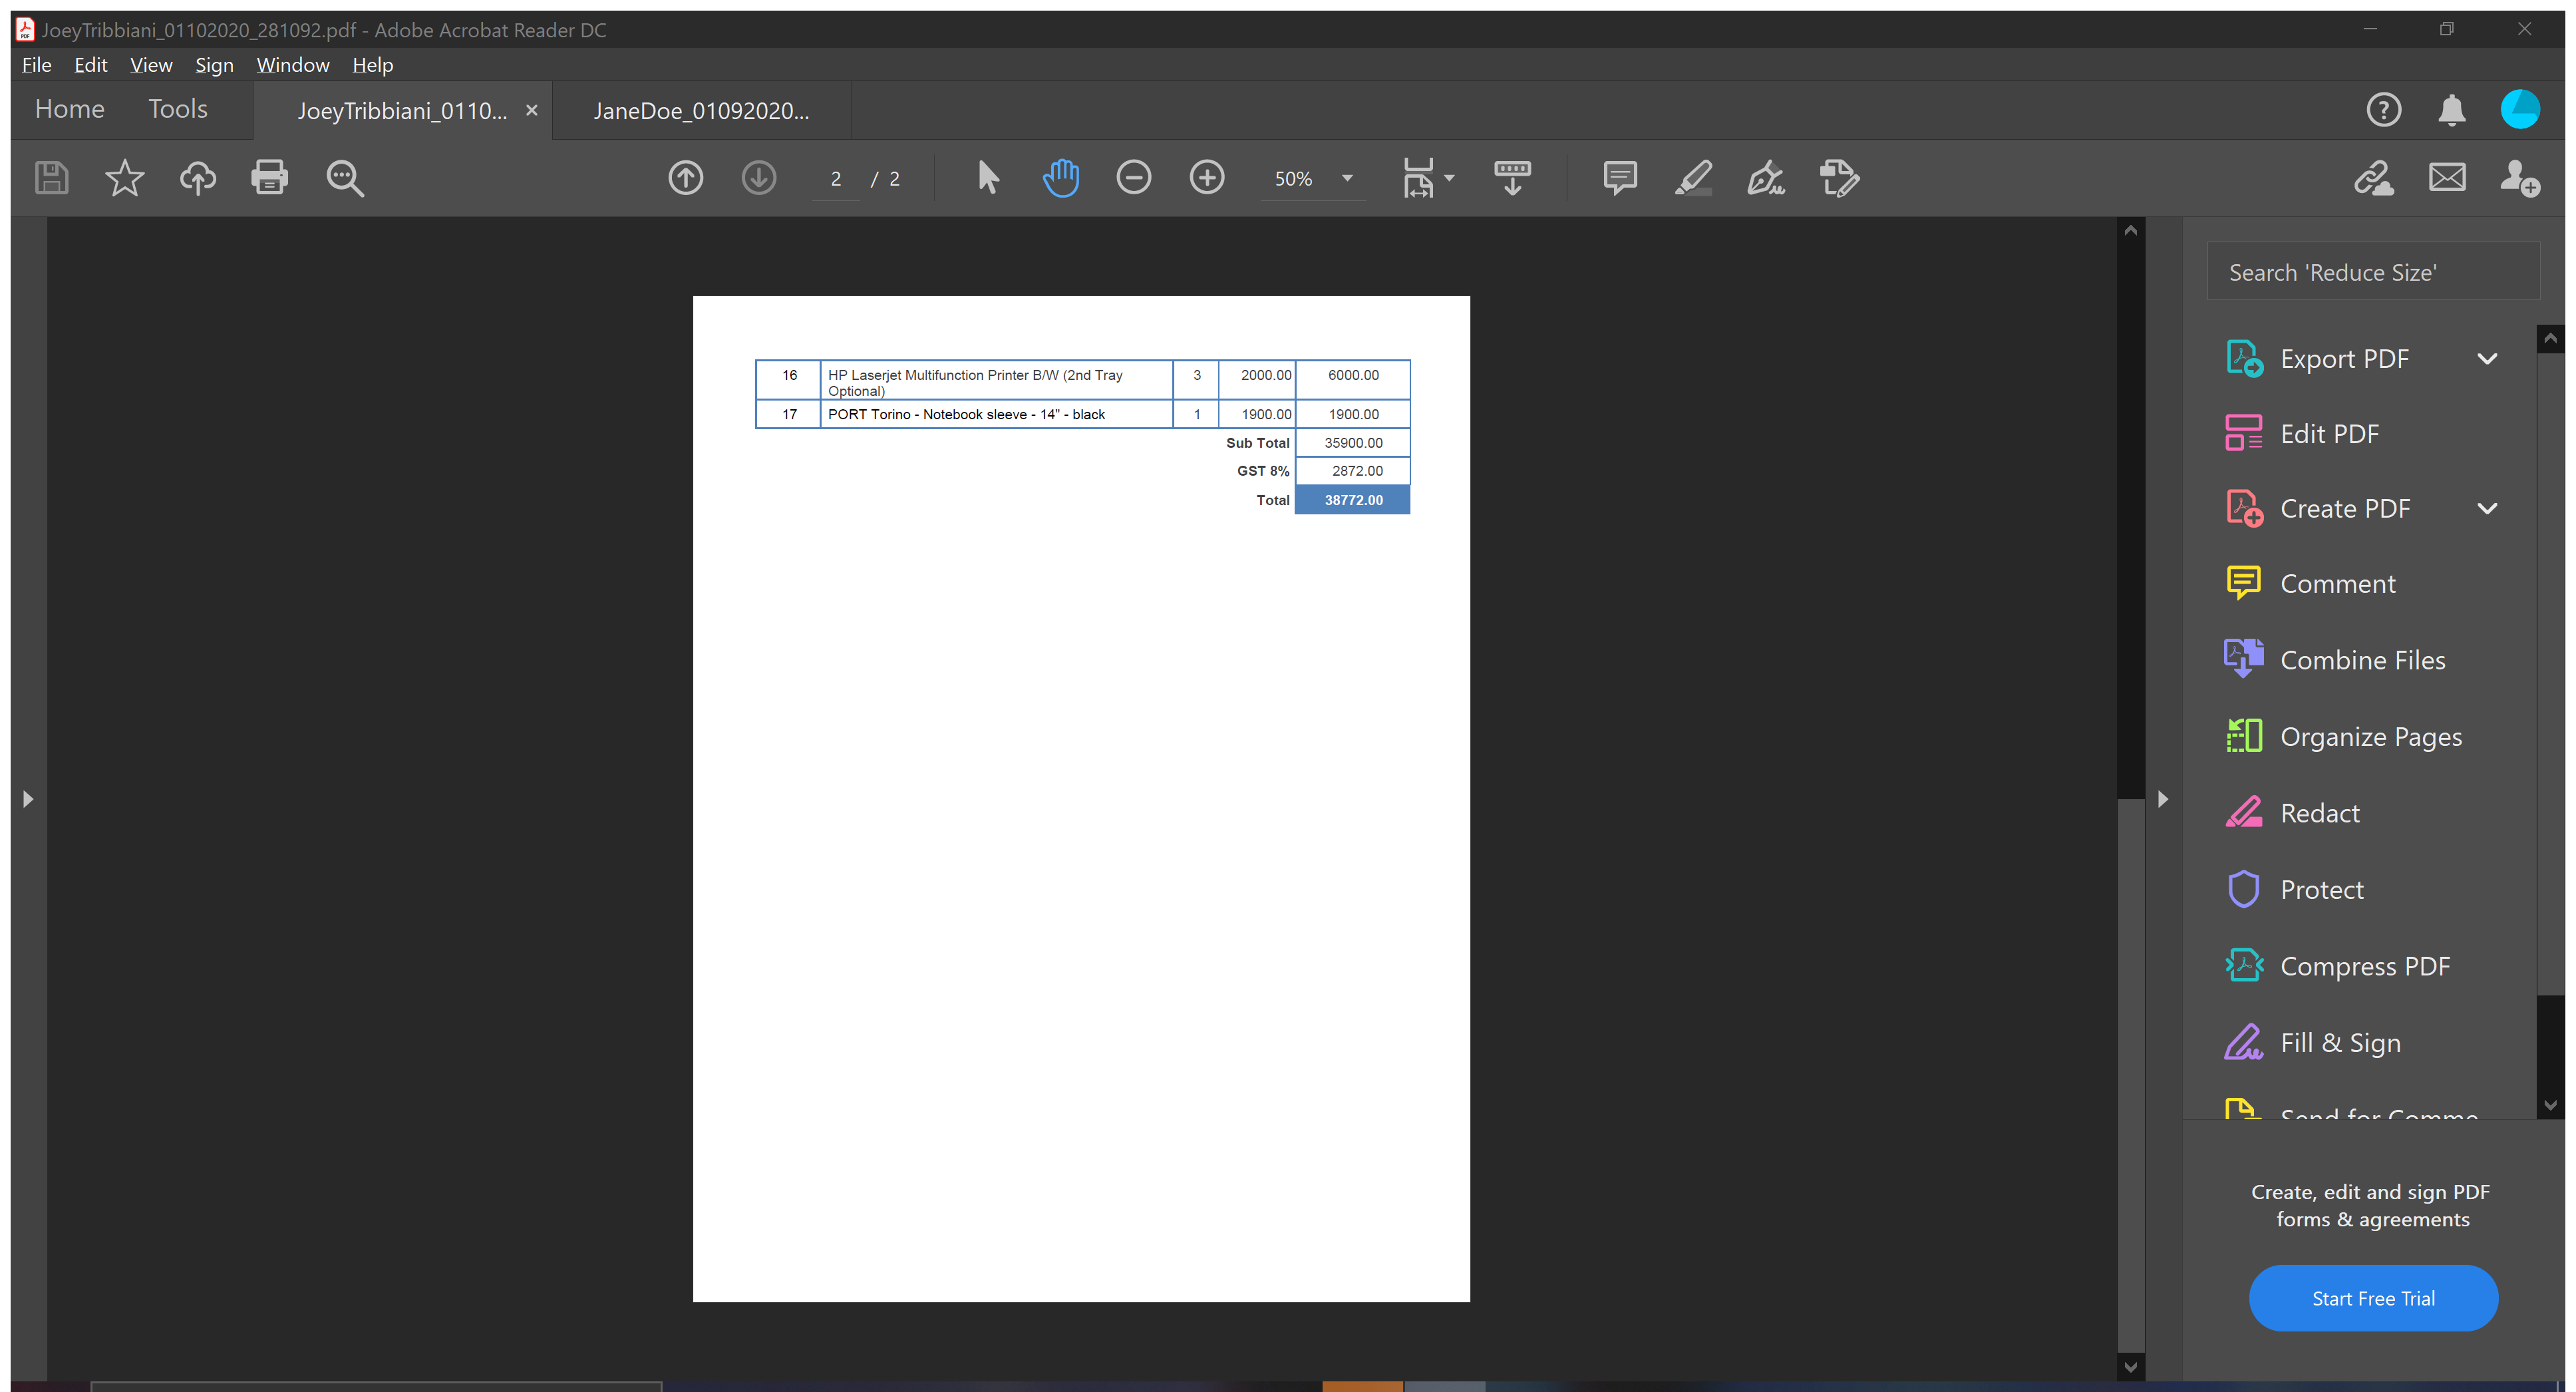 JoeyTribbiani_01102020_281092.pdf - Adobe Acrobat Reader DC
File Edit View Sign Window Help
Home Tools JoeyTribbiani_0110... × JaneDoe_01092020...
2 / 2 50%
Search 'Reduce Size'
16 HP Laserjet Multifunction Printer B/W (2nd Tray 3 2000.00 6000.00
Optional)
17 PORT Torino - Notebook sleeve - 14" - black 1 1900.00 1900.00
Sub Total 35900.00
GST 8% 2872.00
Total 38772.00
Export PDF
Edit PDF
Create PDF
Comment
Combine Files
Organize Pages
Redact
Protect
Compress PDF
Fill & Sign
Send for Comme
Create, edit and sign PDF
forms & agreements
Start Free Trial